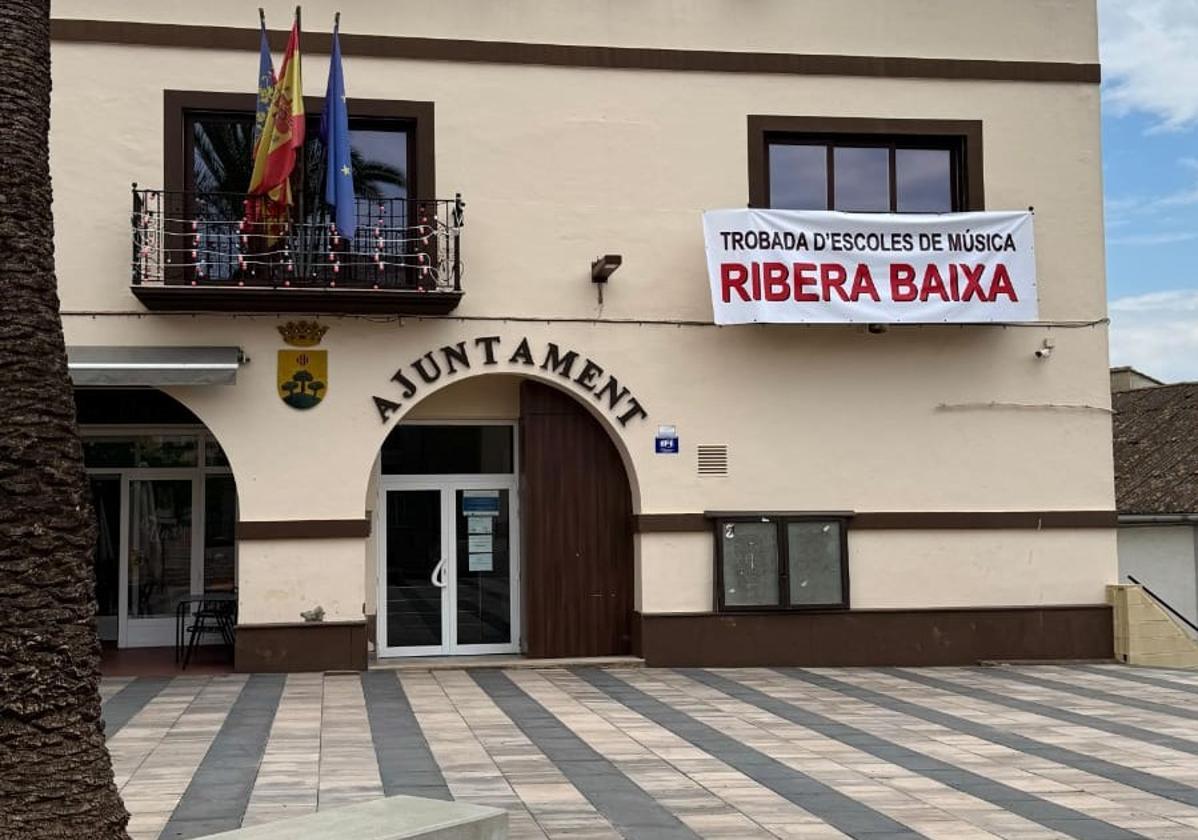 TROBADA D'ESCOLES DE MÚSICA
RIBERA BAIXA
AJUNTAMENT